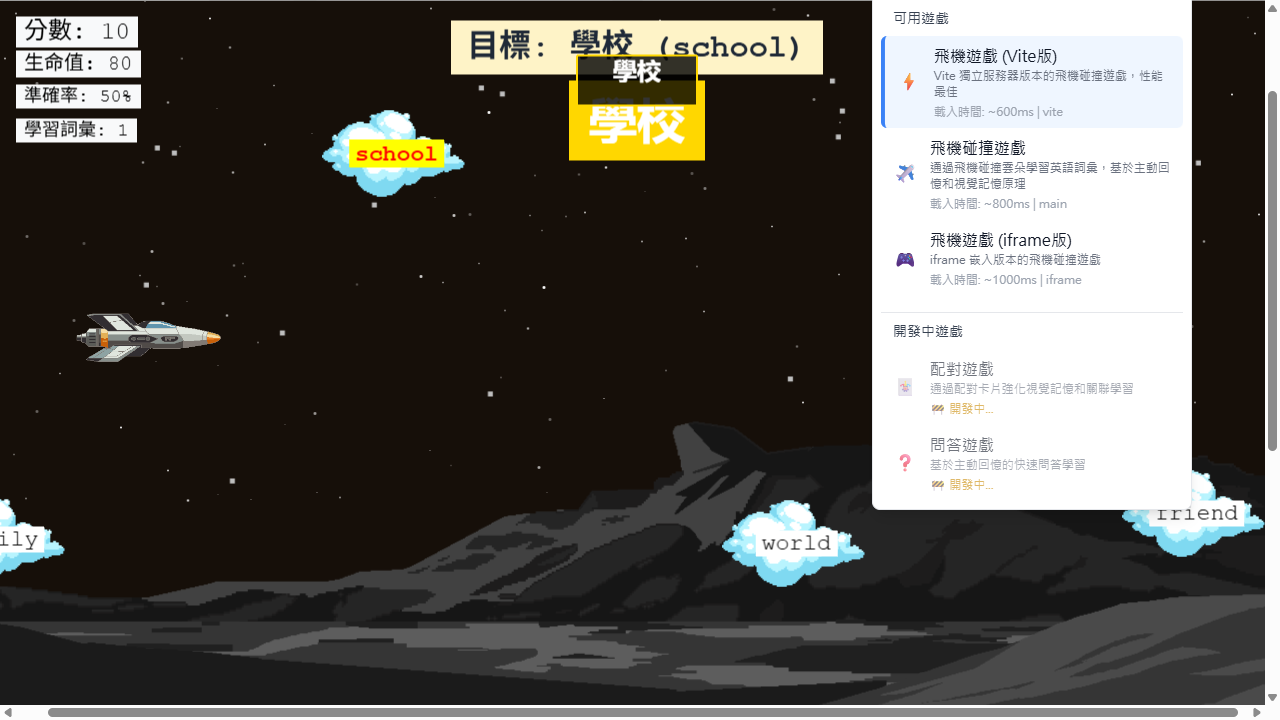 分數: 10
生命值: 80
準確率: 50%
學習詞彙: 1
目標: 學校 (school)
學校
學校
school
ily
world
friend
可用遊戲
飛機遊戲 (Vite版)
Vite 獨立服務器版本的飛機碰撞遊戲，性能
最佳
載入時間: ~600ms | vite
飛機碰撞遊戲
通過飛機碰撞雲朵學習英語詞彙，基於主動回
憶和視覺記憶原理
載入時間: ~800ms | main
飛機遊戲 (iframe版)
iframe 嵌入版本的飛機碰撞遊戲
載入時間: ~1000ms | iframe
開發中遊戲
配對遊戲
通過配對卡片強化視覺記憶和關聯學習
🚧 開發中...
問答遊戲
基於主動回憶的快速問答學習
🚧 開發中...